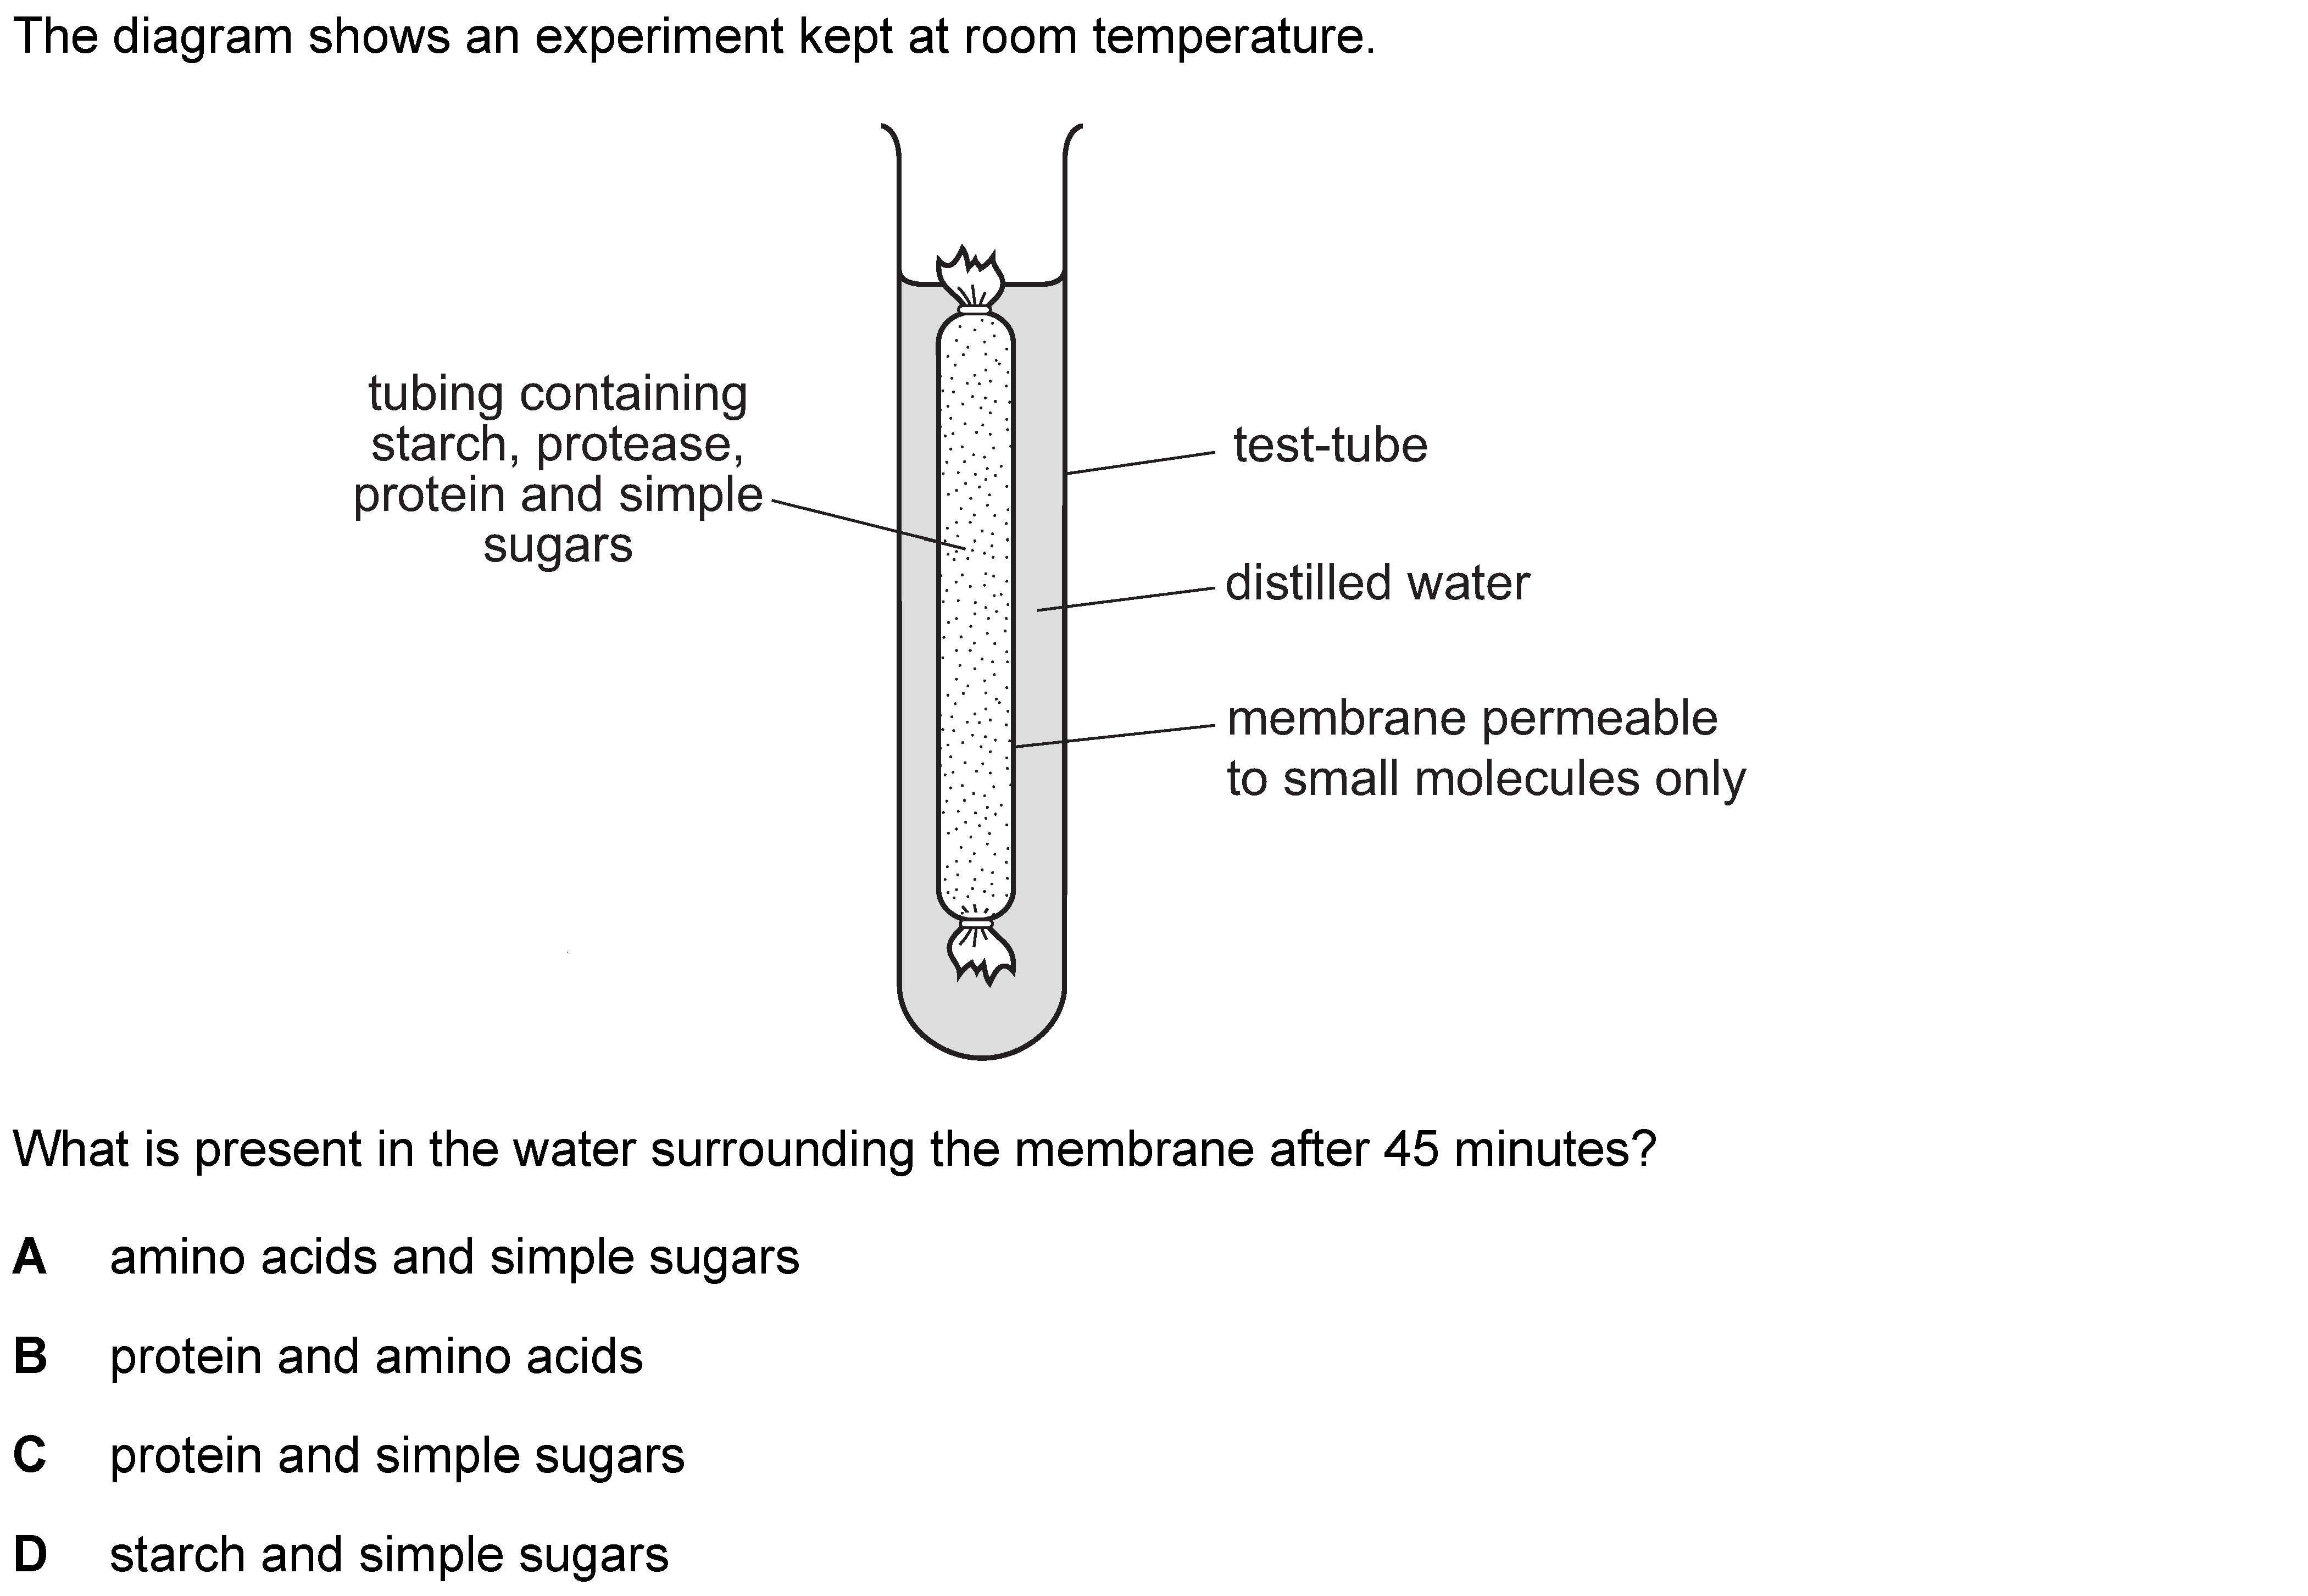 The diagram shows an experiment kept at room temperature.
tubing containing
starch, protease,
protein and simple
sugars
test-tube
distilled water
membrane permeable
to small molecules only
What is present in the water surrounding the membrane after 45 minutes?
A amino acids and simple sugars
B protein and amino acids
C protein and simple sugars
D starch and simple sugars